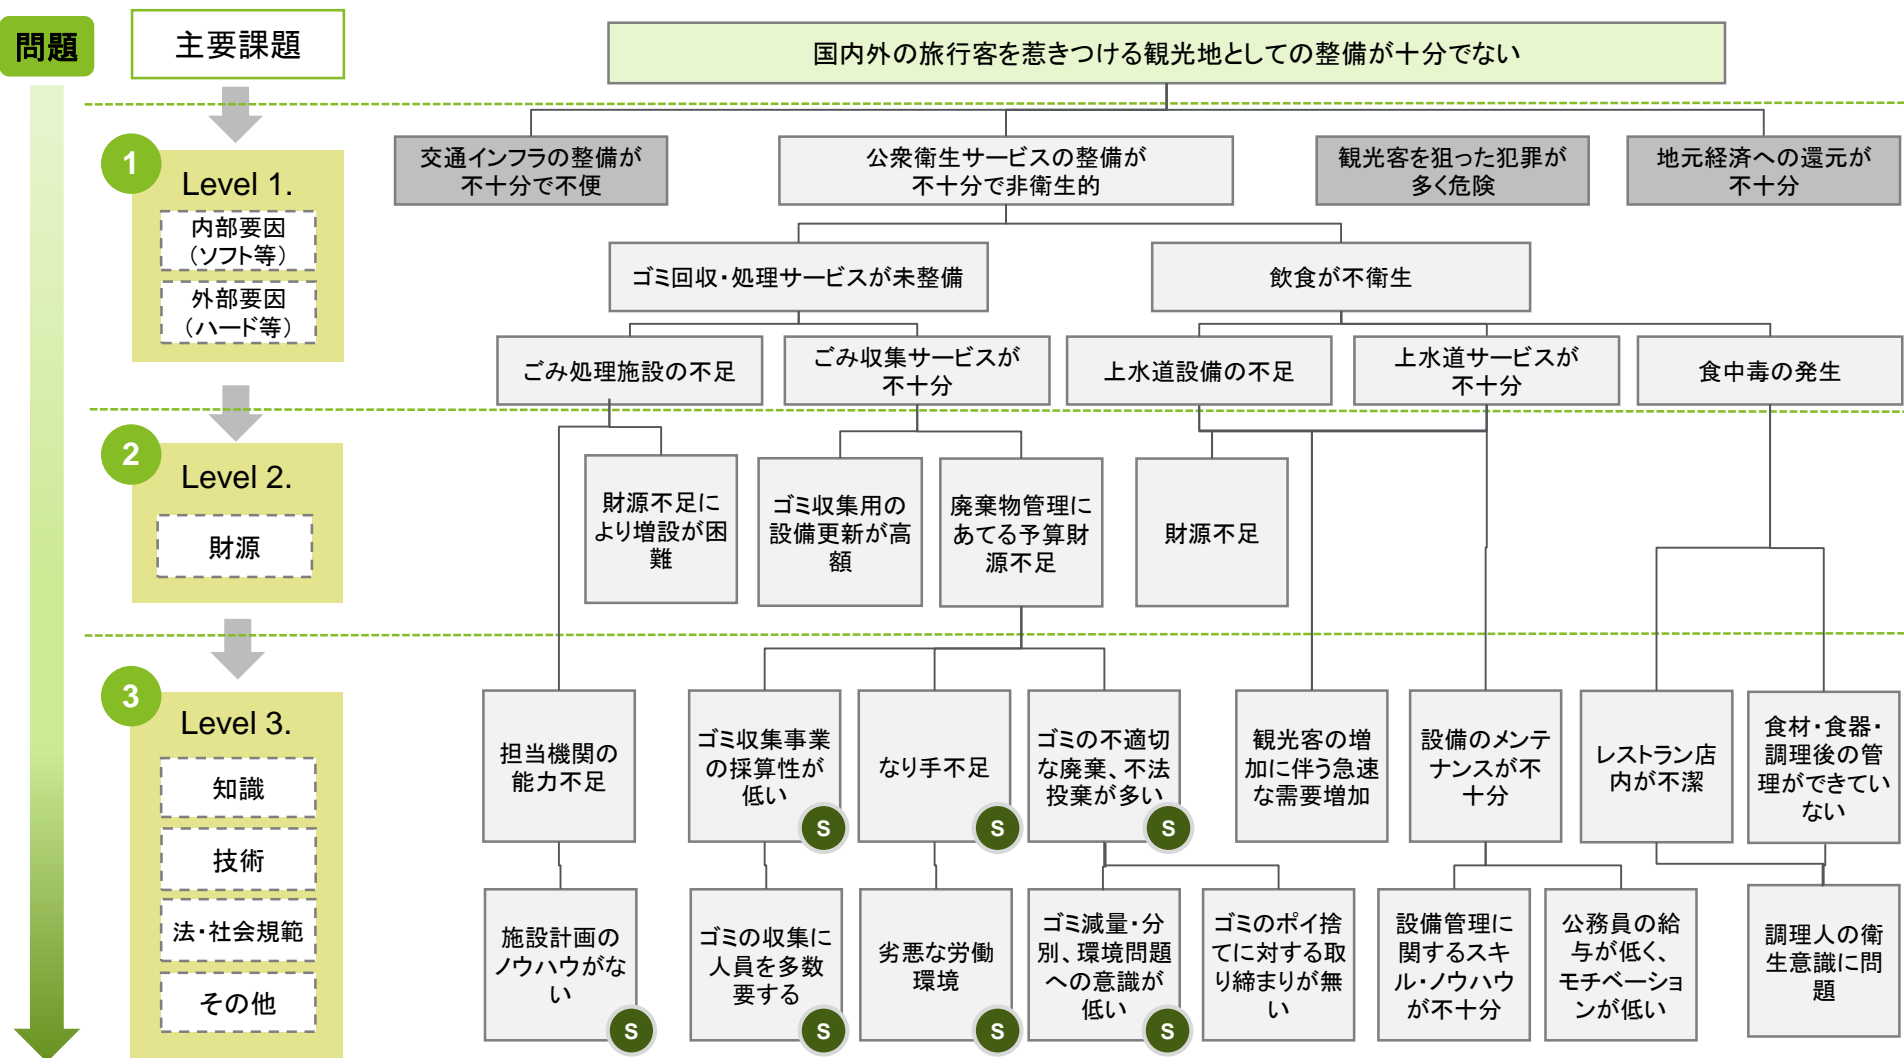 問題
主要課題
国内外の旅行客を惹きつける観光地としての整備が十分でない
1
Level 1.
内部要因
（ソフト等）
外部要因
（ハード等）
交通インフラの整備が
不十分で不便
公衆衛生サービスの整備が
不十分で非衛生的
観光客を狙った犯罪が
多く危険
地元経済への還元が
不十分
ゴミ回収・処理サービスが未整備
飲食が不衛生
ごみ処理施設の不足
ごみ収集サービスが
不十分
上水道設備の不足
上水道サービスが
不十分
食中毒の発生
2
Level 2.
財源
財源不足に
より増設が困
難
ゴミ収集用の
設備更新が高
額
廃棄物管理に
あてる予算財
源不足
財源不足
3
Level 3.
知識
技術
法・社会規範
その他
担当機関の
能力不足
ゴミ収集事業
の採算性が
低い
S
なり手不足
S
ゴミの不適切
な廃棄、不法
投棄が多い
S
観光客の増
加に伴う急速
な需要増加
設備のメンテ
ナンスが不
十分
レストラン店
内が不潔
食材・食器・
調理後の管
理ができてい
ない
施設計画の
ノウハウがな
い
S
ゴミの収集に
人員を多数
要する
S
劣悪な労働
環境
S
ゴミ減量・分
別、環境問題
への意識が
低い
S
ゴミのポイ捨
てに対する取
り締まりが無
い
設備管理に
関するスキ
ル・ノウハウ
が不十分
公務員の給
与が低く、
モチベーショ
ンが低い
調理人の衛
生意識に問
題